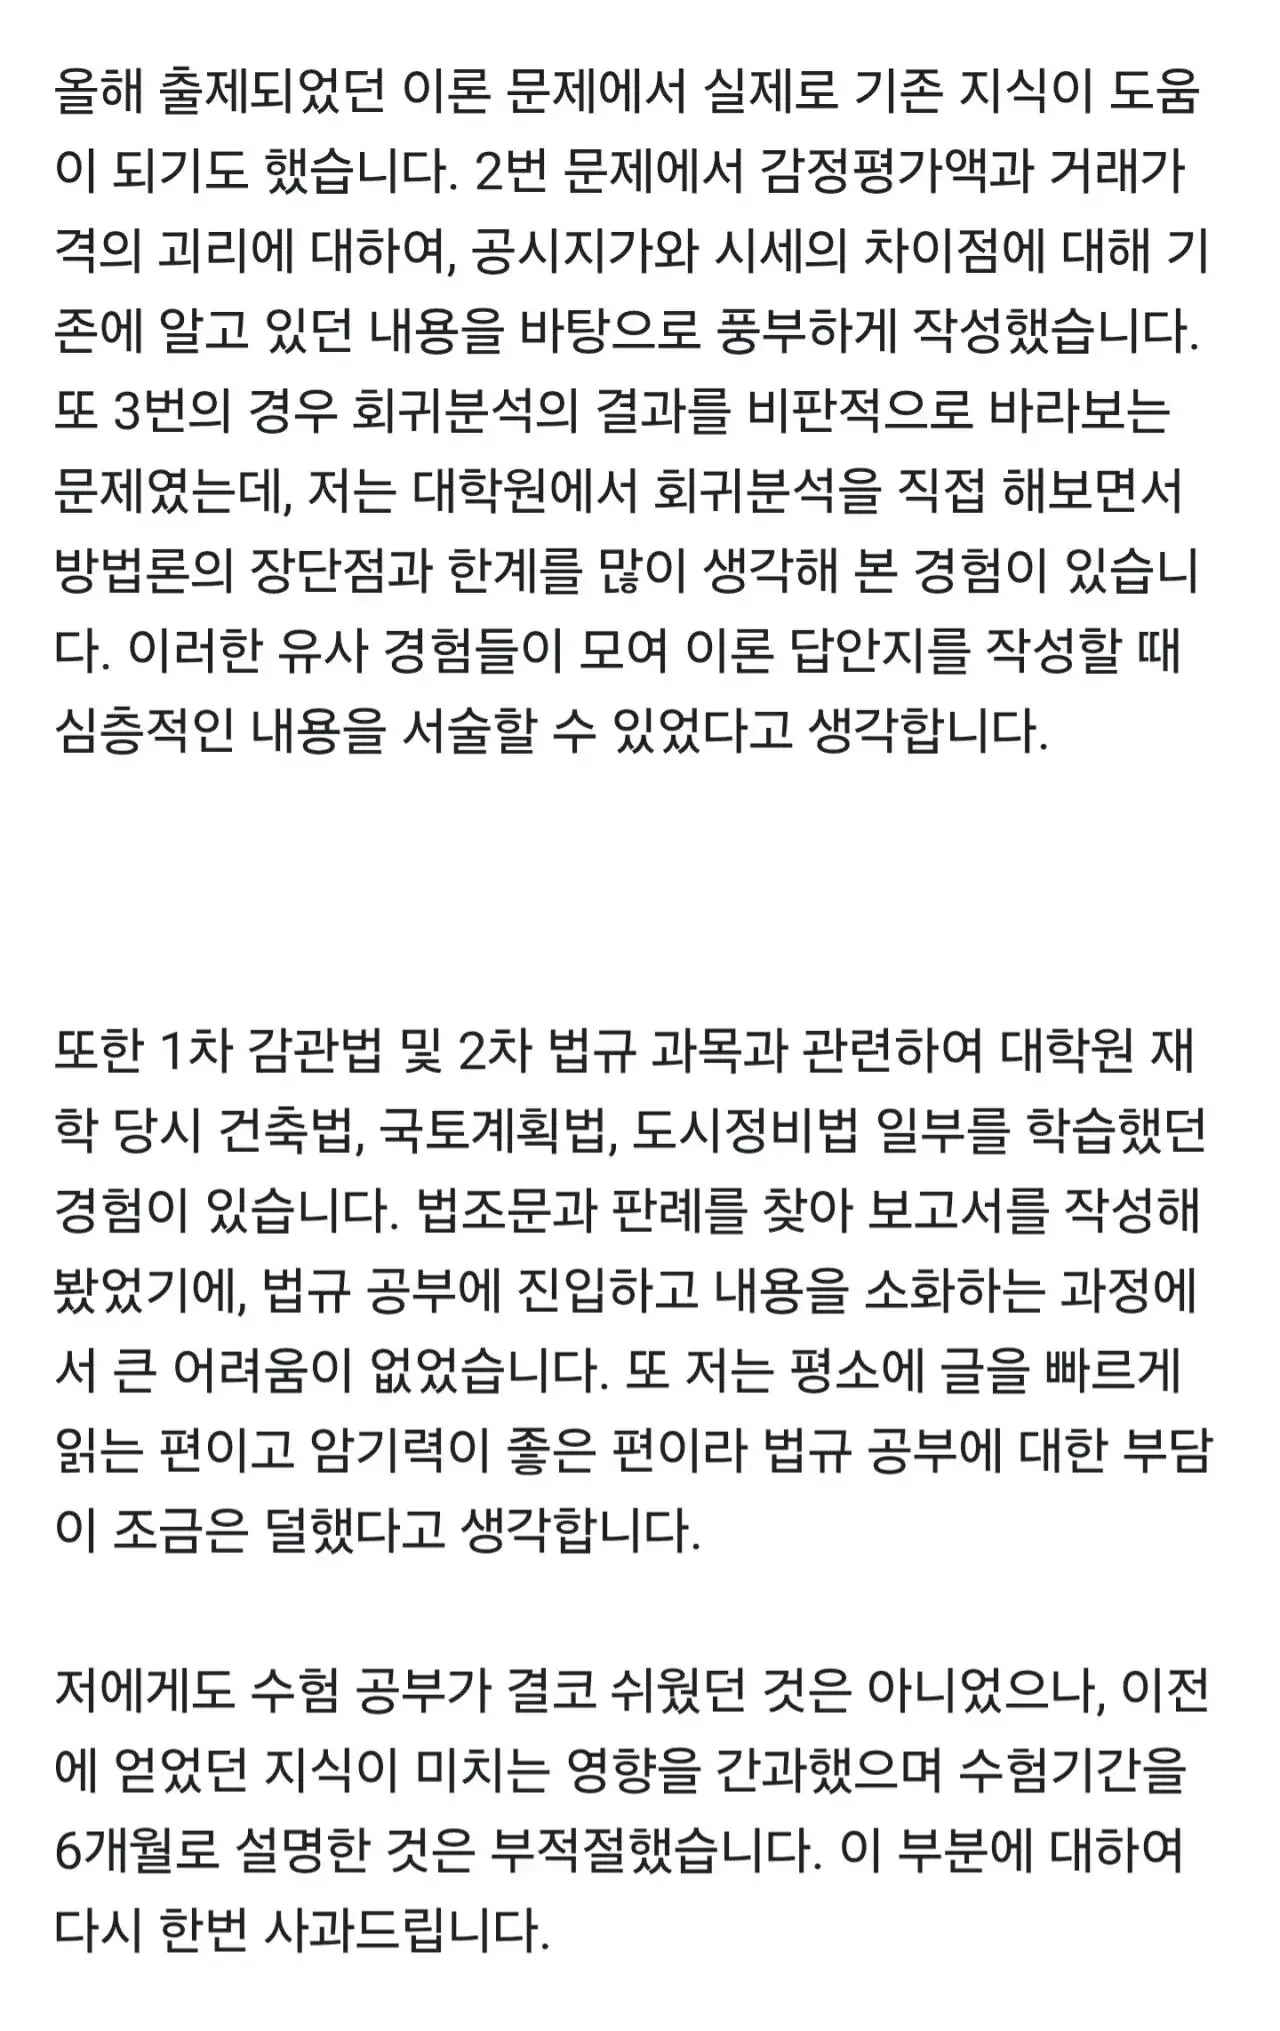 올해 출제되었던 이론 문제에서 실제로 기존 지식이 도움
이 되기도 했습니다. 2번 문제에서 감정평가액과 거래가
격의 괴리에 대하여, 공시지가와 시세의 차이점에 대해 기
존에 알고 있던 내용을 바탕으로 풍부하게 작성했습니다.
또 3번의 경우 회귀분석의 결과를 비판적으로 바라보는
문제였는데, 저는 대학원에서 회귀분석을 직접 해보면서
방법론의 장단점과 한계를 많이 생각해 본 경험이 있습니
다. 이러한 유사 경험들이 모여 이론 답안지를 작성할 때
심층적인 내용을 서술할 수 있었다고 생각합니다.
또한 1차 감관법 및 2차 법규 과목과 관련하여 대학원 재
학 당시 건축법, 국토계획법, 도시정비법 일부를 학습했던
경험이 있습니다. 법조문과 판례를 찾아 보고서를 작성해
봤었기에, 법규 공부에 진입하고 내용을 소화하는 과정에
서 큰 어려움이 없었습니다. 또 저는 평소에 글을 빠르게
읽는 편이고 암기력이 좋은 편이라 법규 공부에 대한 부담
이 조금은 덜했다고 생각합니다.
저에게도 수험 공부가 결코 쉬웠던 것은 아니었으나, 이전
에 얻었던 지식이 미치는 영향을 간과했으며 수험기간을
6개월로 설명한 것은 부적절했습니다. 이 부분에 대하여
다시 한번 사과드립니다.